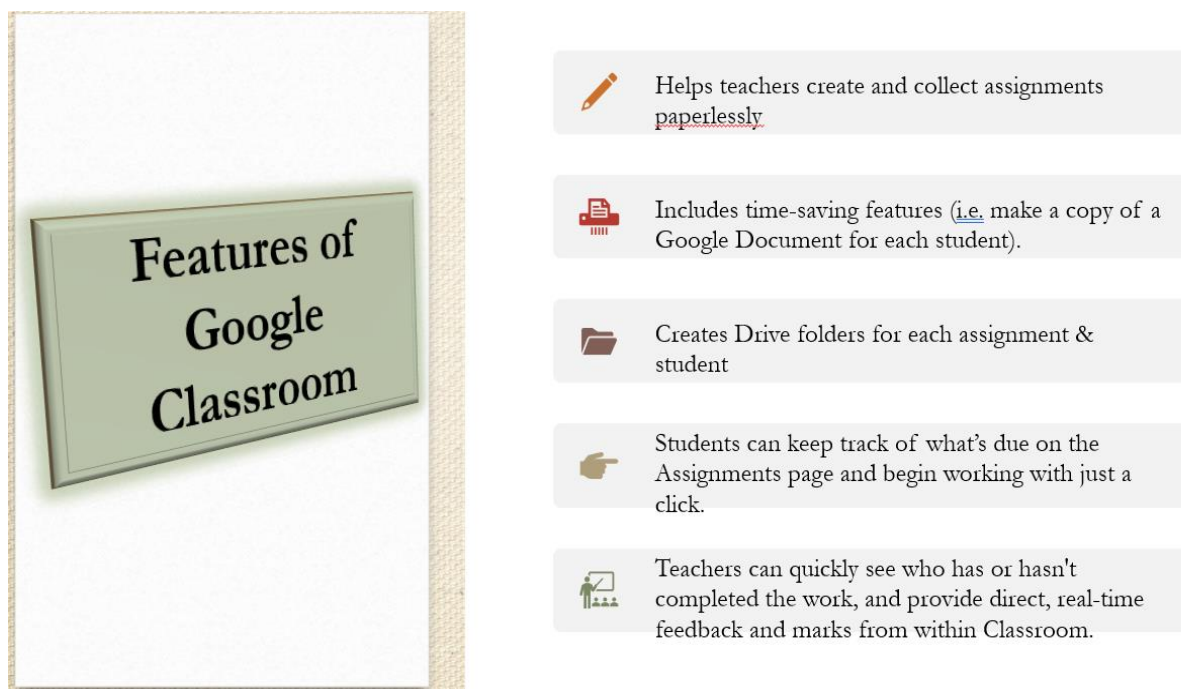 Features of
Google
Classroom
Helps teachers create and collect assignments
paperlessly
Includes time-saving features (i.e. make a copy of a
Google Document for each student).
Creates Drive folders for each assignment &
student
Students can keep track of what’s due on the
Assignments page and begin working with just a
click.
Teachers can quickly see who has or hasn't
completed the work, and provide direct, real-time
feedback and marks from within Classroom.